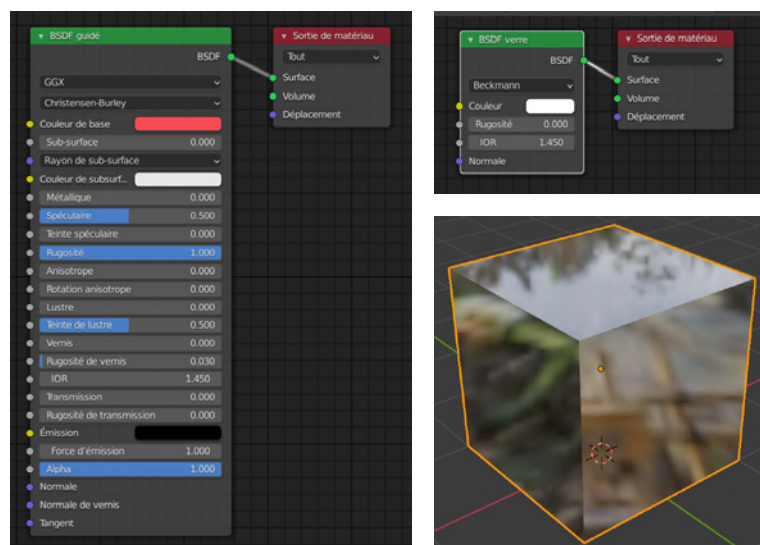 BSDF guidé
BSDF
GGX
Christensen-Burley
Couleur de base
Sub-surface 0.000
Rayon de sub-surface
Couleur de subsurf...
Métallique 0.000
Spéculaire 0.500
Teinte spéculaire 0.000
Rugosité 1.000
Anisotrope 0.000
Rotation anisotrope 0.000
Lustre 0.000
Teinte de lustre 0.500
Vernis 0.000
Rugosité de vernis 0.030
IOR 1.450
Transmission 0.000
Rugosité de transmission 0.000
Émission
Force d'émission 1.000
Alpha 1.000
Normale
Normale de vernis
Tangent
Sortie de matériau
Tout
Surface
Volume
Déplacement
BSDF verre
BSDF
Beckmann
Couleur
Rugosité 0.000
IOR 1.450
Normale
Sortie de matériau
Tout
Surface
Volume
Déplacement